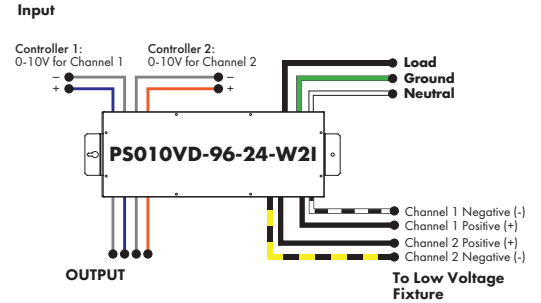 Input
Controller 1:
0-10V for Channel 1
–
+
Controller 2:
0-10V for Channel 2
–
+
Load
Ground
Neutral
PS010VD-96-24-W2I
Channel 1 Negative (-)
Channel 1 Positive (+)
Channel 2 Positive (+)
Channel 2 Negative (-)
OUTPUT
To Low Voltage
Fixture